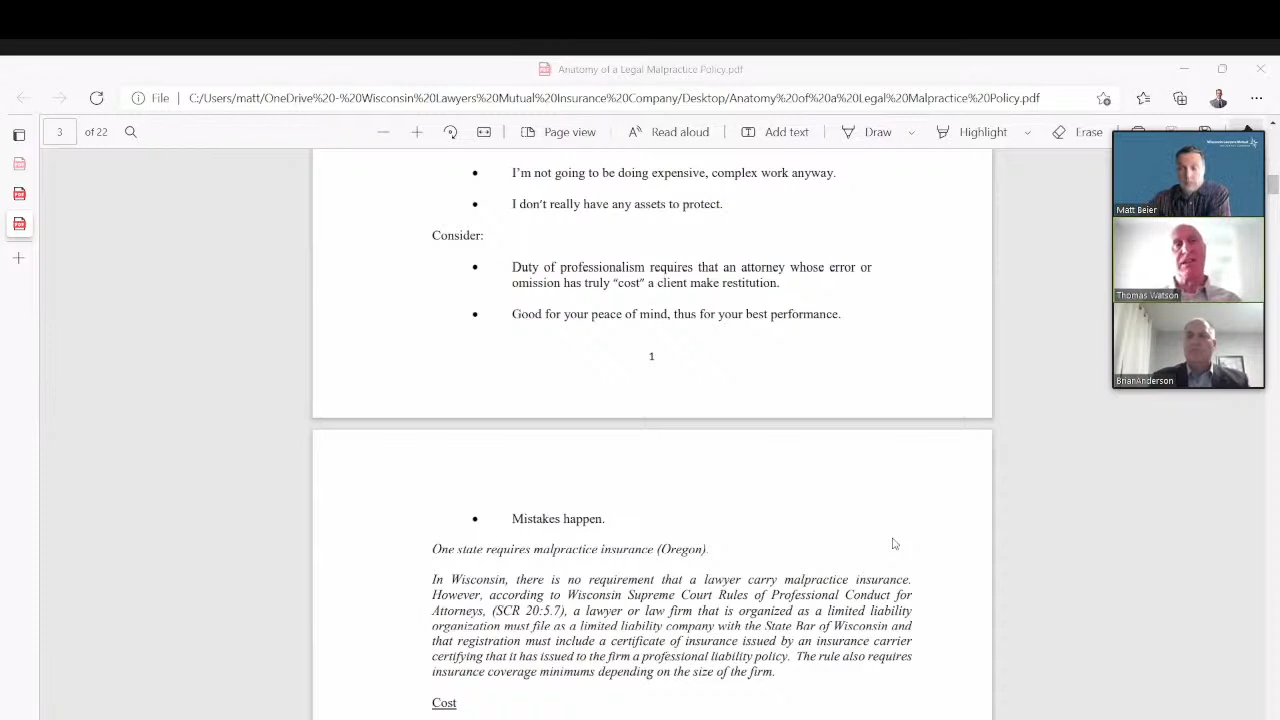 Anatomy of a Legal Malpractice Policy.pdf
File C:/Users/matt/OneDrive%20-%20Wisconsin%20Lawyers%20Mutual%20Insurance%20Company/Desktop/Anatomy%20of%20a%20Legal%20Malpractice%20Policy.pdf
3 of 22 Page view Read aloud Add text Draw Highlight Erase
• I'm not going to be doing expensive, complex work anyway.
• I don't really have any assets to protect.
Consider:
• Duty of professionalism requires that an attorney whose error or
omission has truly "cost" a client make restitution.
• Good for your peace of mind, thus for your best performance.
1
• Mistakes happen.
One state requires malpractice insurance (Oregon).
In Wisconsin, there is no requirement that a lawyer carry malpractice insurance.
However, according to Wisconsin Supreme Court Rules of Professional Conduct for
Attorneys, (SCR 20:5.7), a lawyer or law firm that is organized as a limited liability
organization must file as a limited liability company with the State Bar of Wisconsin and
that registration must include a certificate of insurance issued by an insurance carrier
certifying that it has issued to the firm a professional liability policy. The rule also requires
insurance coverage minimums depending on the size of the firm.
Cost
Wisconsin Lawyers Mutual
Matt Beier
Thomas Watson
BrianAnderson